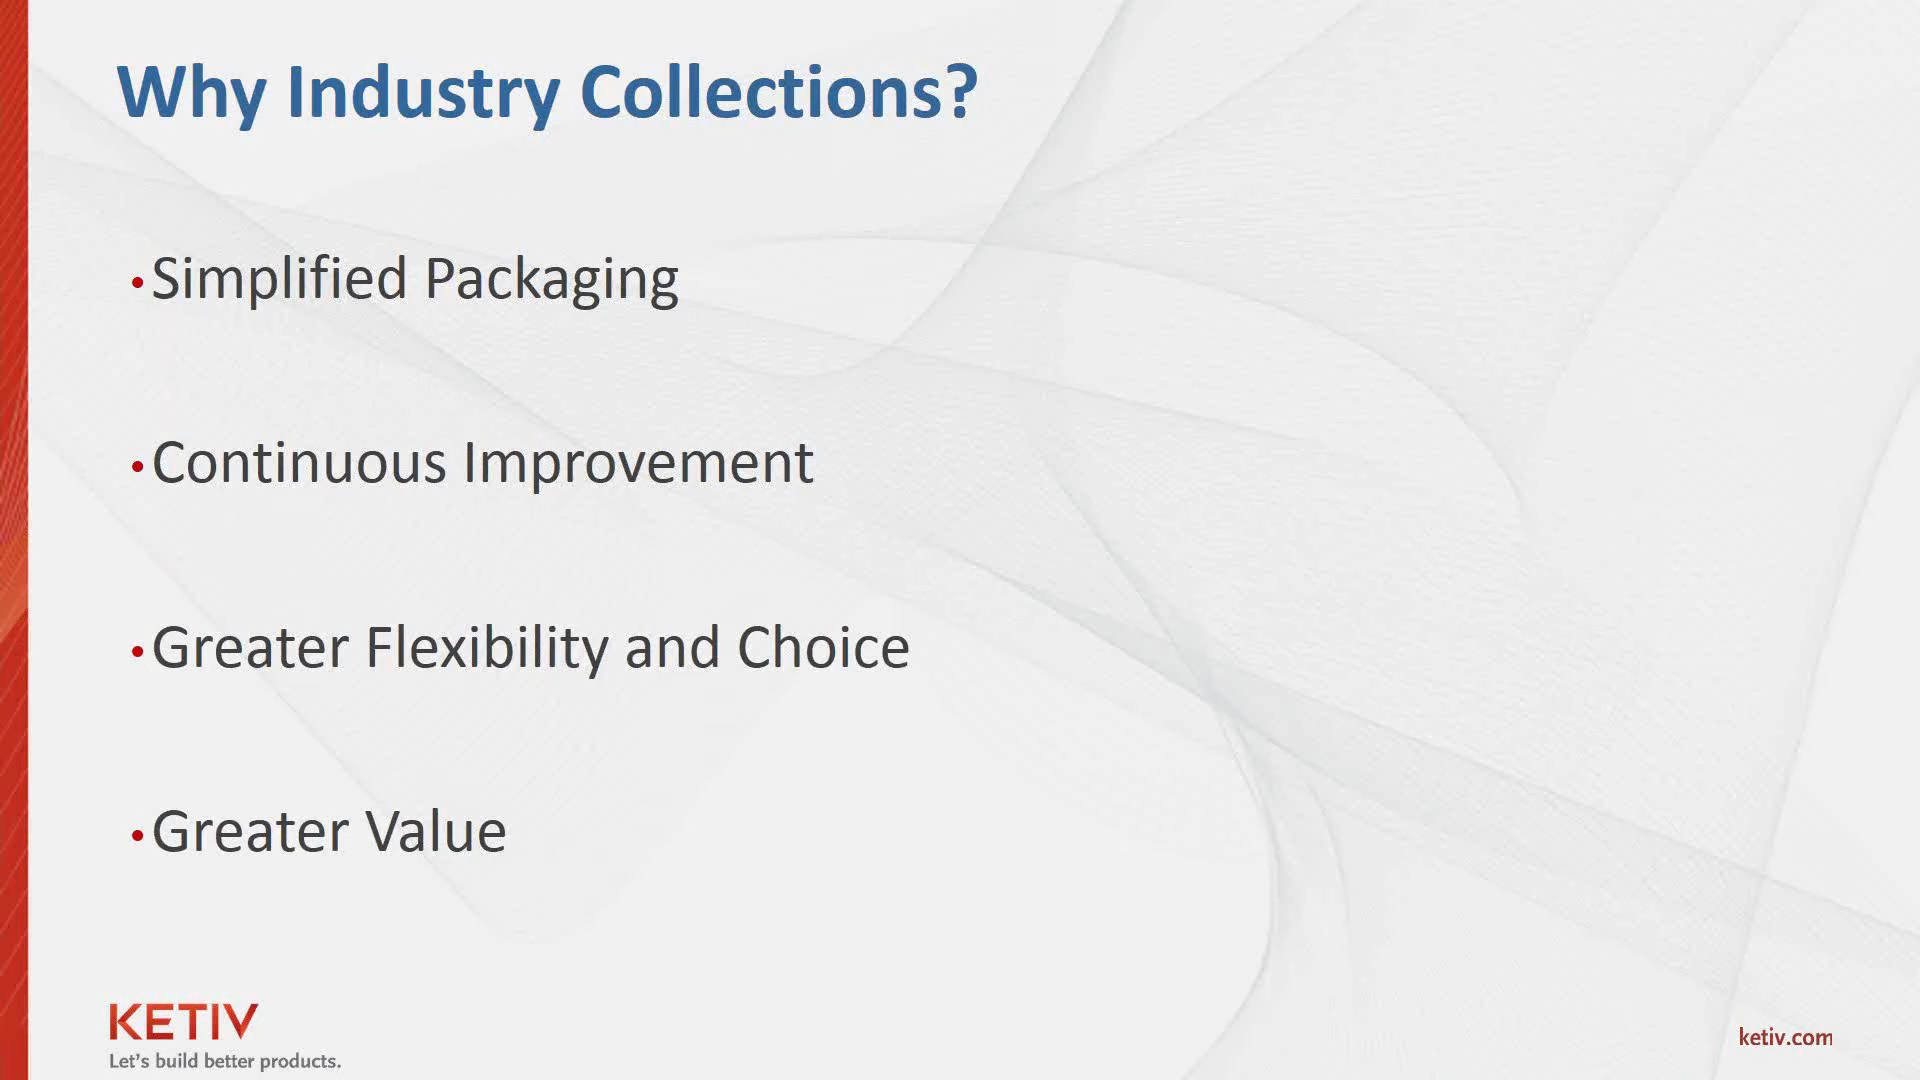 Why Industry Collections?
•Simplified Packaging
•Continuous Improvement
•Greater Flexibility and Choice
•Greater Value
KETIV
Let's build better products.
ketiv.com